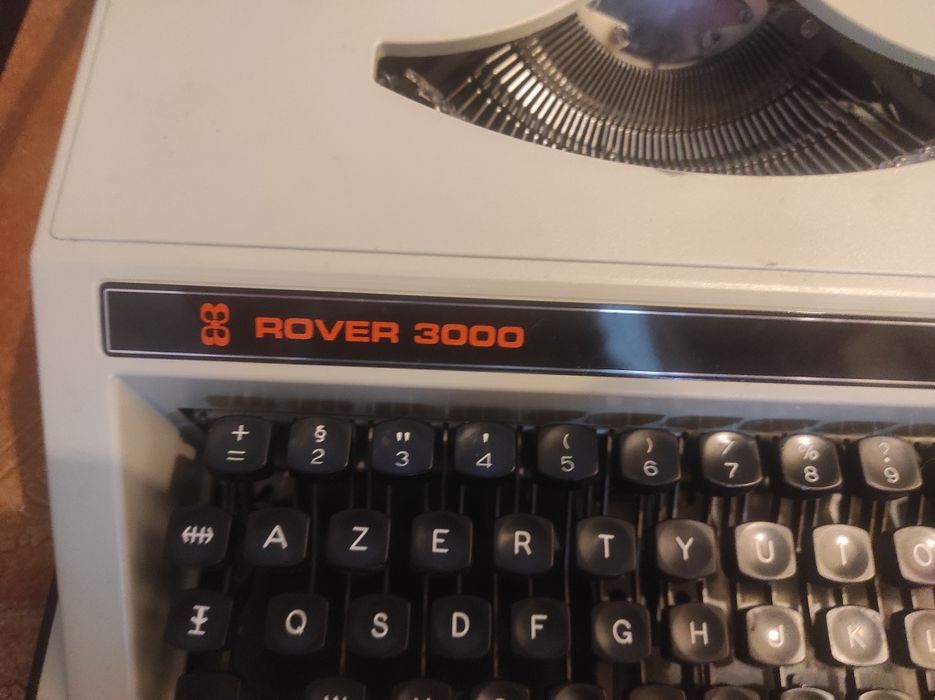 ROVER 3000
+ § " ' ( ) / % ?
= 2 3 4 5 6 7 8 9
A Z E R T Y U I O
Q S D F G H J K L